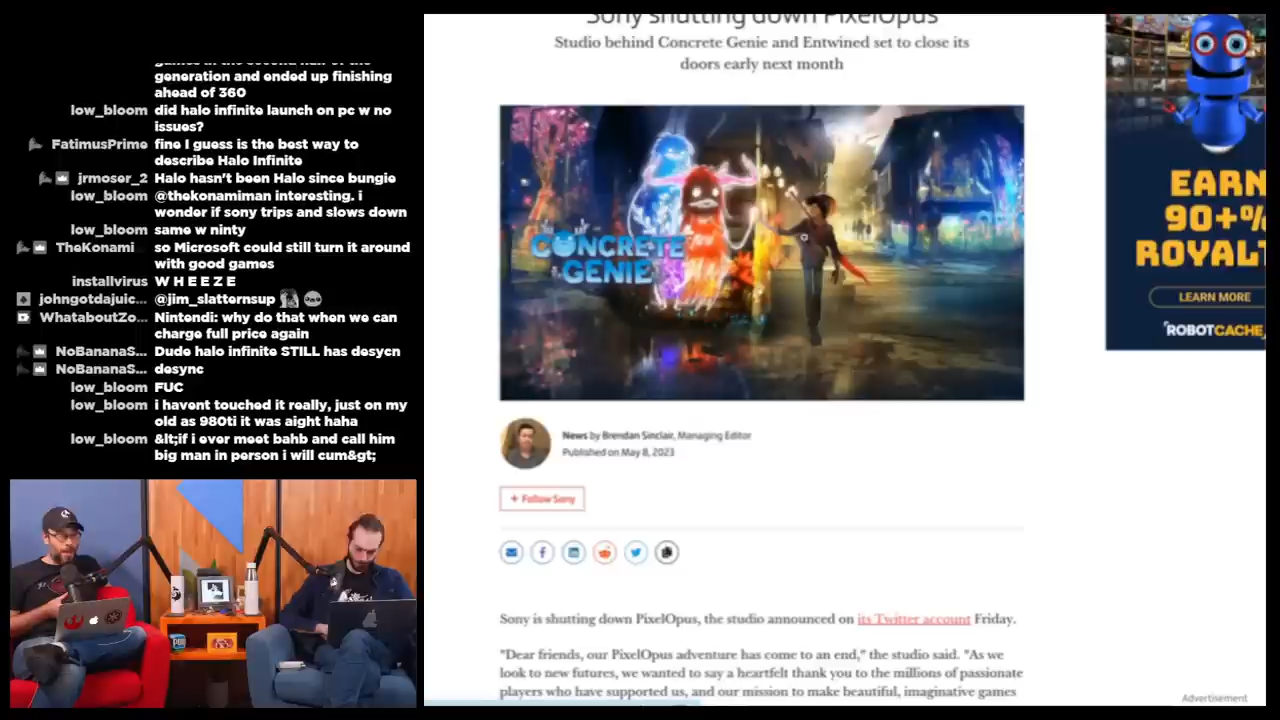 generation and ended up finishing
ahead of 360
low_bloom did halo infinite launch on pc w no
issues?
FatimusPrime fine I guess is the best way to
describe Halo Infinite
jrmoser_2 Halo hasn't been Halo since bungie
low_bloom @thekonamiman interesting. i
wonder if sony trips and slows down
low_bloom same w ninty
TheKonami so Microsoft could still turn it around
with good games
installvirus W H E E Z E
johngotdajuic... @jim_slatternsup
WhataboutZo... Nintendi: why do that when we can
charge full price again
NoBananaS... Dude halo infinite STILL has desycn
NoBananaS... desync
low_bloom FUC
low_bloom i havent touched it really, just on my
old as 980ti it was aight haha
low_bloom &lt;if i ever meet bahb and call him
big man in person i will cum&gt;
Sony shutting down PixelOpus
Studio behind Concrete Genie and Entwined set to close its
doors early next month
CONCRETE
GENIE
News by Brendan Sinclair, Managing Editor
Published on May 8, 2023
+ Follow Sony
Sony is shutting down PixelOpus, the studio announced on its Twitter account Friday.
"Dear friends, our PixelOpus adventure has come to an end," the studio said. "As we
look to new futures, we wanted to say a heartfelt thank you to the millions of passionate
players who have supported us, and our mission to make beautiful, imaginative games
EARN
90+%
ROYALT
LEARN MORE
ROBOTCACHE
Advertisement